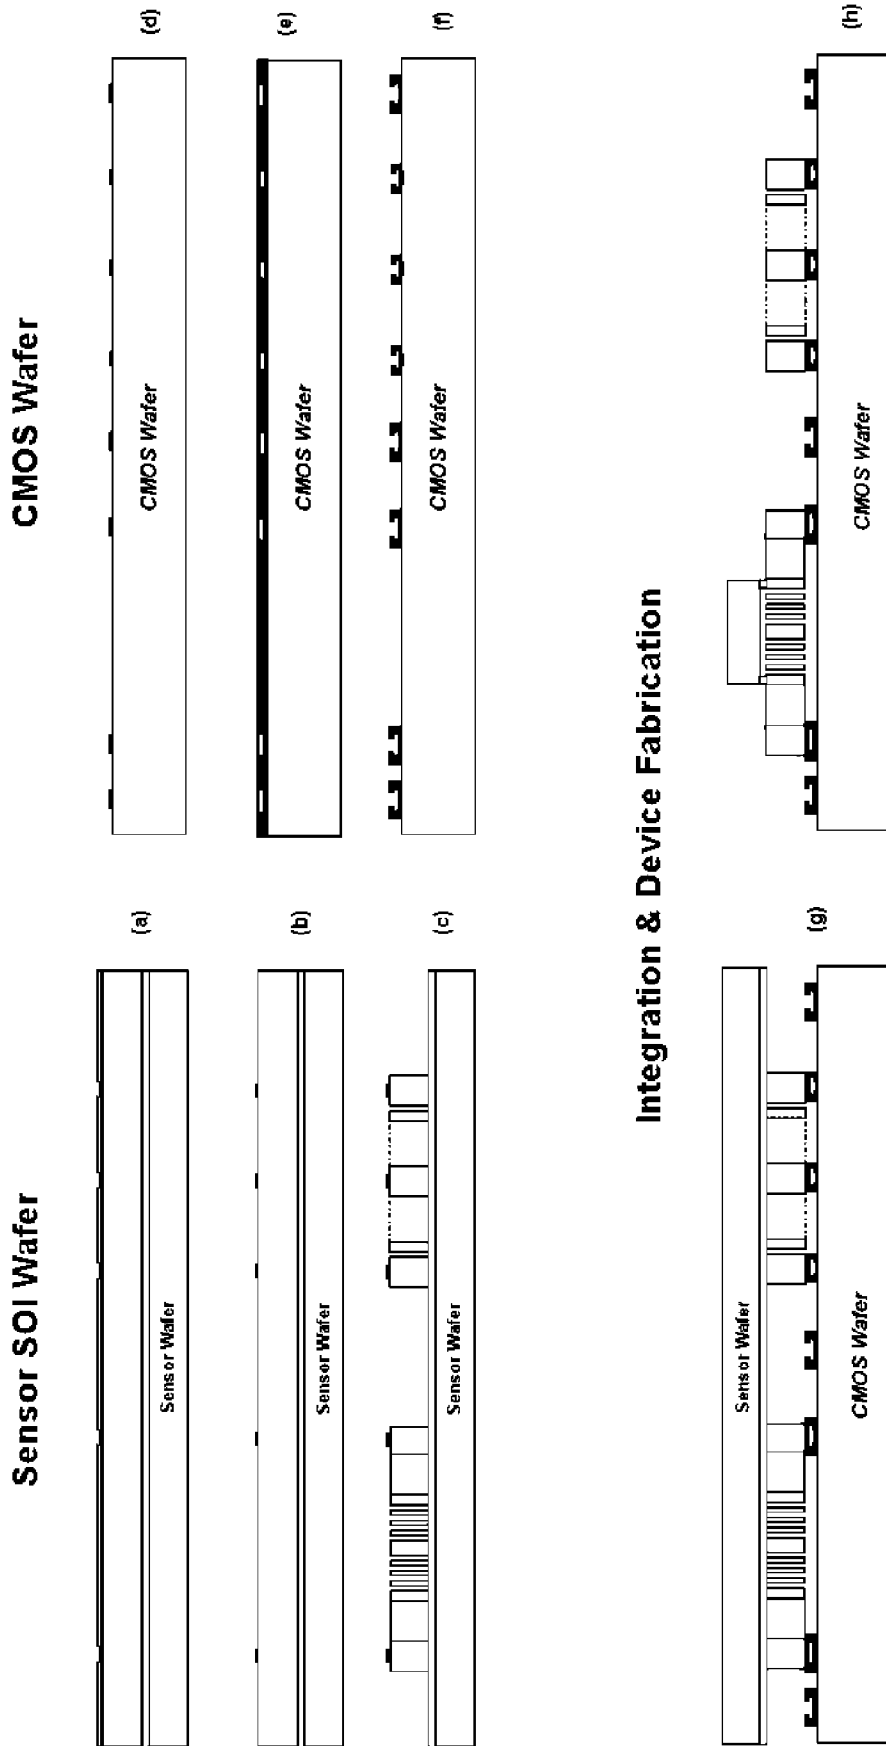 Sensor SOI Wafer
CMOS Wafer
Sensor Wafer
(a)
CMOS Wafer
(d)
Sensor Wafer
(b)
CMOS Wafer
(e)
Sensor Wafer
(c)
CMOS Wafer
(f)
Integration & Device Fabrication
Sensor Wafer
CMOS Wafer
(g)
CMOS Wafer
(h)